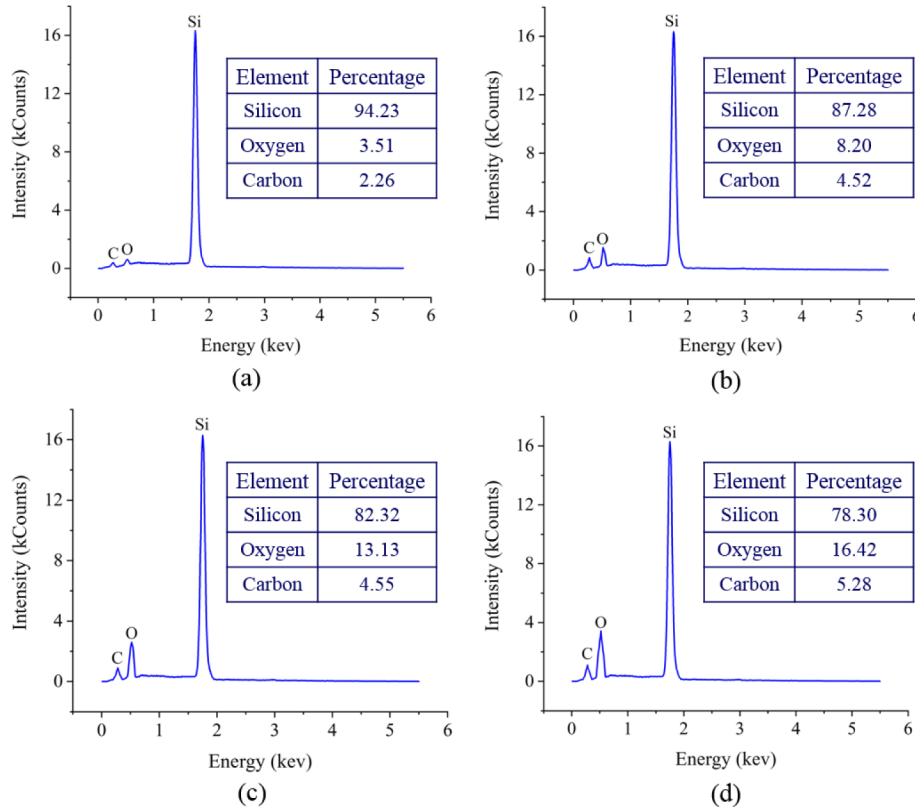 Si
16
12
8
4
0
Intensity (kCounts)
C O
Element Percentage
Silicon 94.23
Oxygen 3.51
Carbon 2.26
0 1 2 3 4 5 6
Energy (kev)
(a)
Si
16
12
8
4
0
Intensity (kCounts)
C O
Element Percentage
Silicon 87.28
Oxygen 8.20
Carbon 4.52
0 1 2 3 4 5 6
Energy (kev)
(b)
Si
16
12
8
4
0
Intensity (kCounts)
C O
Element Percentage
Silicon 82.32
Oxygen 13.13
Carbon 4.55
0 1 2 3 4 5 6
Energy (kev)
(c)
Si
16
12
8
4
0
Intensity (kCounts)
C O
Element Percentage
Silicon 78.30
Oxygen 16.42
Carbon 5.28
0 1 2 3 4 5 6
Energy (kev)
(d)